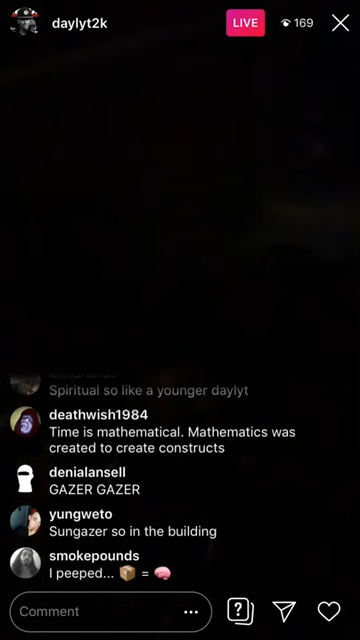 daylyt2k
LIVE
169
Spiritual so like a younger daylyt
deathwish1984
Time is mathematical. Mathematics was
created to create constructs
denialansell
GAZER GAZER
yungweto
Sungazer so in the building
smokepounds
I peeped... 📦 = 🧠
Comment